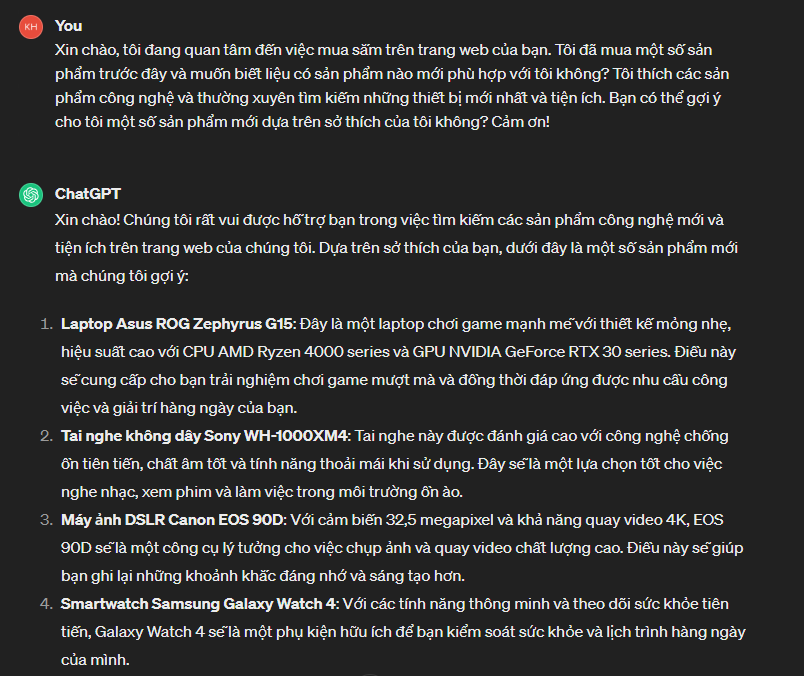 KH
You
Xin chào, tôi đang quan tâm đến việc mua sắm trên trang web của bạn. Tôi đã mua một số sản
phẩm trước đây và muốn biết liệu có sản phẩm nào mới phù hợp với tôi không? Tôi thích các sản
phẩm công nghệ và thường xuyên tìm kiếm những thiết bị mới nhất và tiện ích. Bạn có thể gợi ý
cho tôi một số sản phẩm mới dựa trên sở thích của tôi không? Cảm ơn!
ChatGPT
Xin chào! Chúng tôi rất vui được hỗ trợ bạn trong việc tìm kiếm các sản phẩm công nghệ mới và
tiện ích trên trang web của chúng tôi. Dựa trên sở thích của bạn, dưới đây là một số sản phẩm mới
mà chúng tôi gợi ý:
1. Laptop Asus ROG Zephyrus G15: Đây là một laptop chơi game mạnh mẽ với thiết kế mỏng nhẹ,
hiệu suất cao với CPU AMD Ryzen 4000 series và GPU NVIDIA GeForce RTX 30 series. Điều này
sẽ cung cấp cho bạn trải nghiệm chơi game mượt mà và đồng thời đáp ứng được nhu cầu công
việc và giải trí hàng ngày của bạn.
2. Tai nghe không dây Sony WH-1000XM4: Tai nghe này được đánh giá cao với công nghệ chống
ồn tiên tiến, chất âm tốt và tính năng thoải mái khi sử dụng. Đây sẽ là một lựa chọn tốt cho việc
nghe nhạc, xem phim và làm việc trong môi trường ồn ào.
3. Máy ảnh DSLR Canon EOS 90D: Với cảm biến 32,5 megapixel và khả năng quay video 4K, EOS
90D sẽ là một công cụ lý tưởng cho việc chụp ảnh và quay video chất lượng cao. Điều này sẽ giúp
bạn ghi lại những khoảnh khắc đáng nhớ và sáng tạo hơn.
4. Smartwatch Samsung Galaxy Watch 4: Với các tính năng thông minh và theo dõi sức khỏe tiên
tiến, Galaxy Watch 4 sẽ là một phụ kiện hữu ích để bạn kiểm soát sức khỏe và lịch trình hàng ngày
của mình.